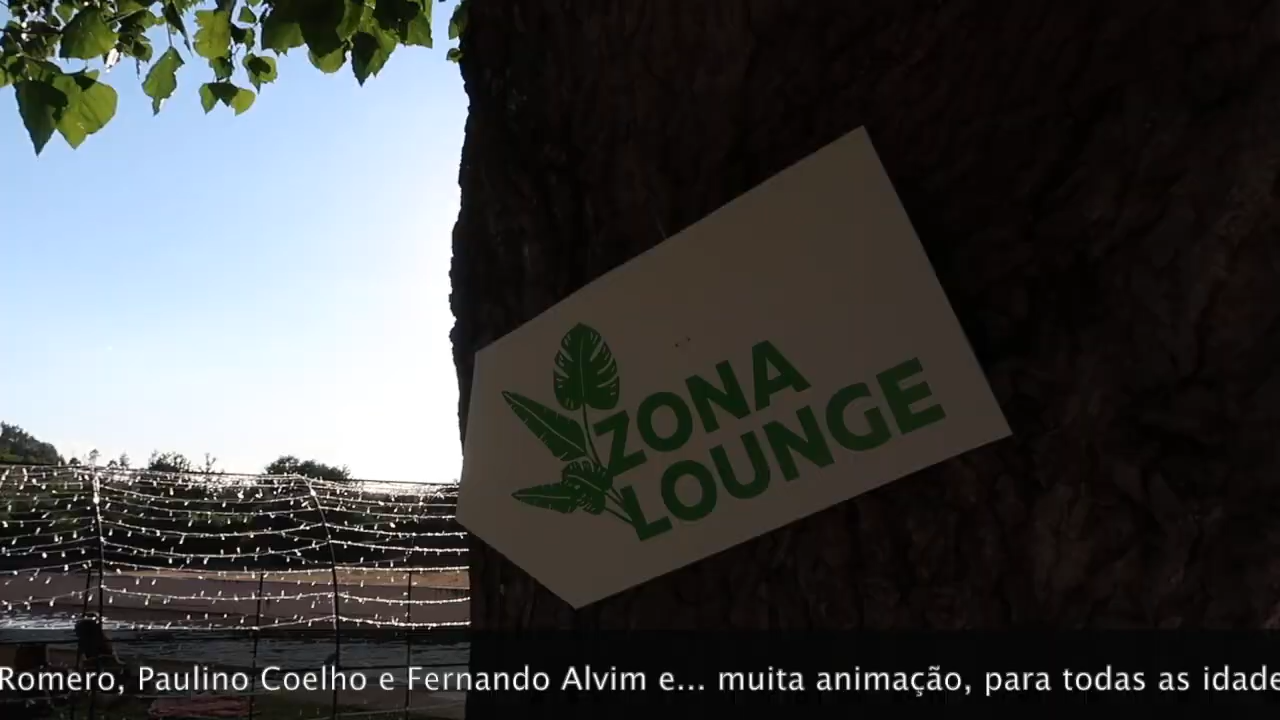 ZONA
LOUNGE
Romero, Paulino Coelho e Fernando Alvim e... muita animação, para todas as idade